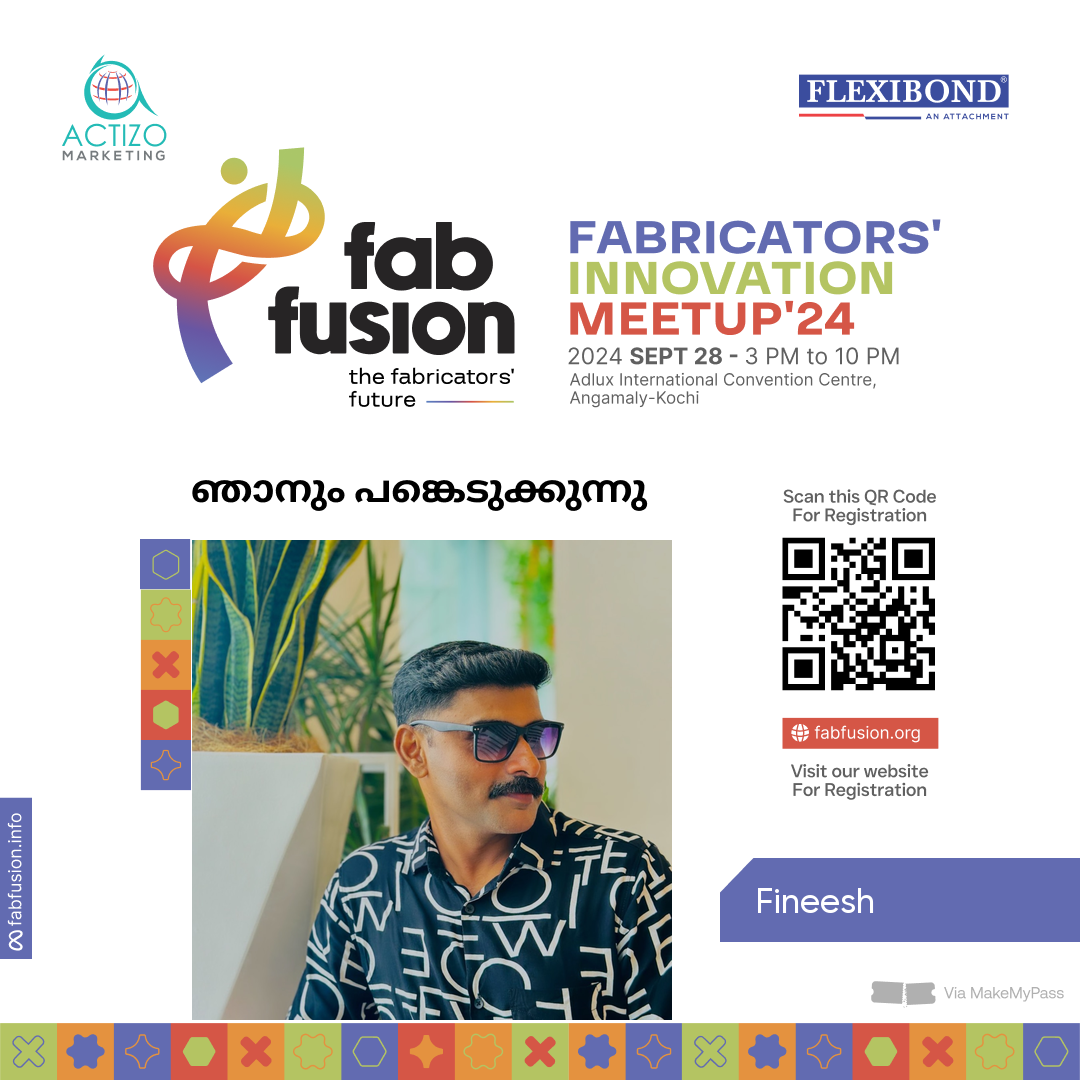 ACTIZO
MARKETING
FLEXIBOND®
AN ATTACHMENT
fab
fusion
the fabricators'
future
FABRICATORS'
INNOVATION
MEETUP'24
2024 SEPT 28 - 3 PM to 10 PM
Adlux International Convention Centre,
Angamaly-Kochi
ഞാനും പങ്കെടുക്കുന്നു
Scan this QR Code
For Registration
fabfusion.org
Visit our website
For Registration
fabfusion.info
Fineesh
Via MakeMyPass